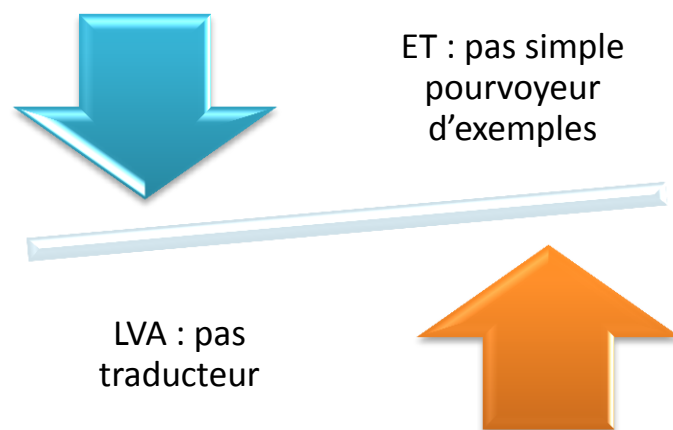 ET : pas simple
pourvoyeur
d’exemples
LVA : pas
traducteur